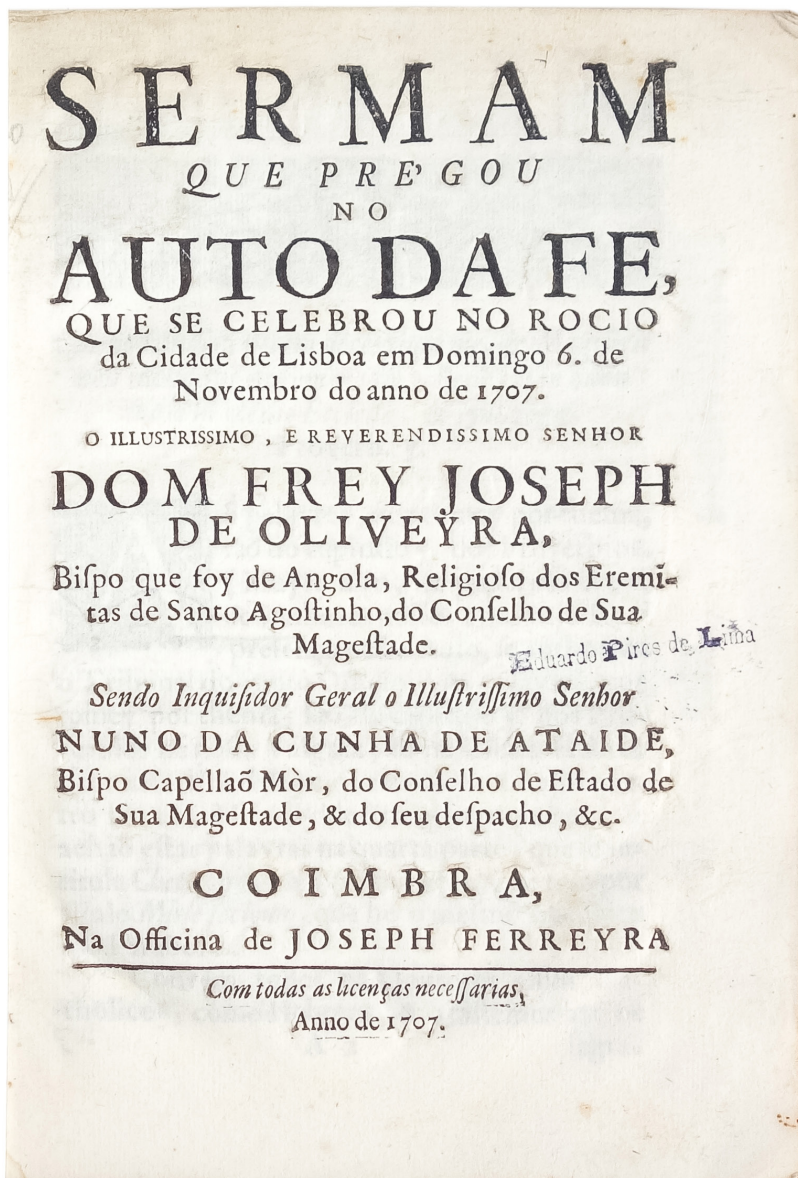 SERMAM
QUE PRE'GOU
NO
AUTO DA FE,
QUE SE CELEBROU NO ROCIO
da Cidade de Lisboa em Domingo 6. de
Novembro do anno de 1707.
O ILLUSTRISSIMO , E REVERENDISSIMO SENHOR
DOM FREY JOSEPH
DE OLIVEYRA,
Biſpo que foy de Angola, Religioſo dos Eremi-
tas de Santo Agoſtinho, do Conſelho de Sua
Mageſtade.
Eduardo Pires de Lima
Sendo Inquiſidor Geral o Illuſtriſſimo Senhor
NUNO DA CUNHA DE ATAIDE,
Biſpo Capellaõ Mòr, do Conſelho de Eſtado de
Sua Mageſtade, & do ſeu deſpacho, &c.
COIMBRA,
Na Officina de JOSEPH FERREYRA
Com todas as licenças neceſſarias,
Anno de 1707.